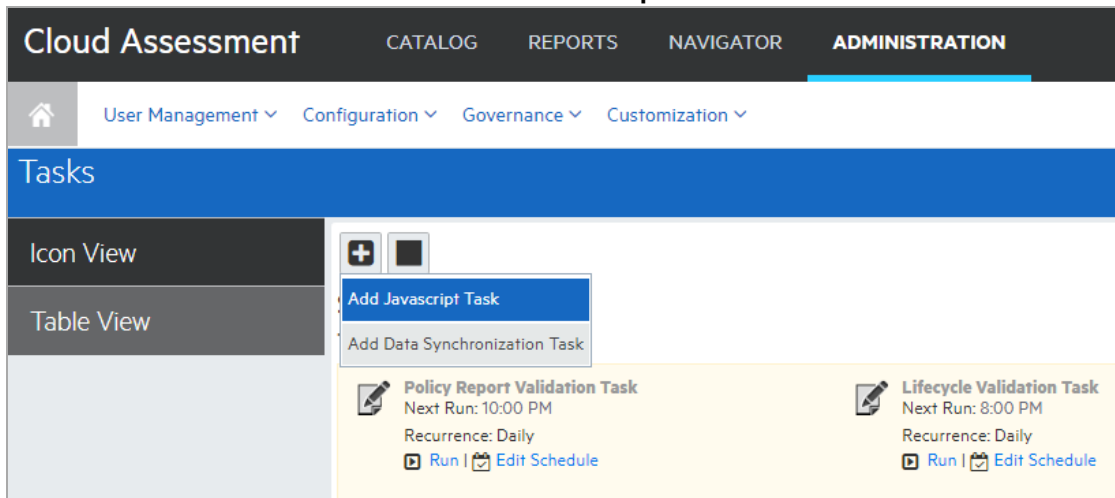 Cloud Assessment CATALOG REPORTS NAVIGATOR ADMINISTRATION
User Management Configuration Governance Customization
Tasks
Icon View
Table View
Add Javascript Task
Add Data Synchronization Task
Policy Report Validation Task
Next Run: 10:00 PM
Recurrence: Daily
Run | Edit Schedule
Lifecycle Validation Task
Next Run: 8:00 PM
Recurrence: Daily
Run | Edit Schedule